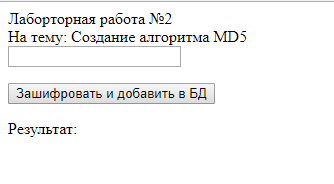 Лаборторная работа №2
На тему: Создание алгоритма MD5
Зашифровать и добавить в БД
Результат: